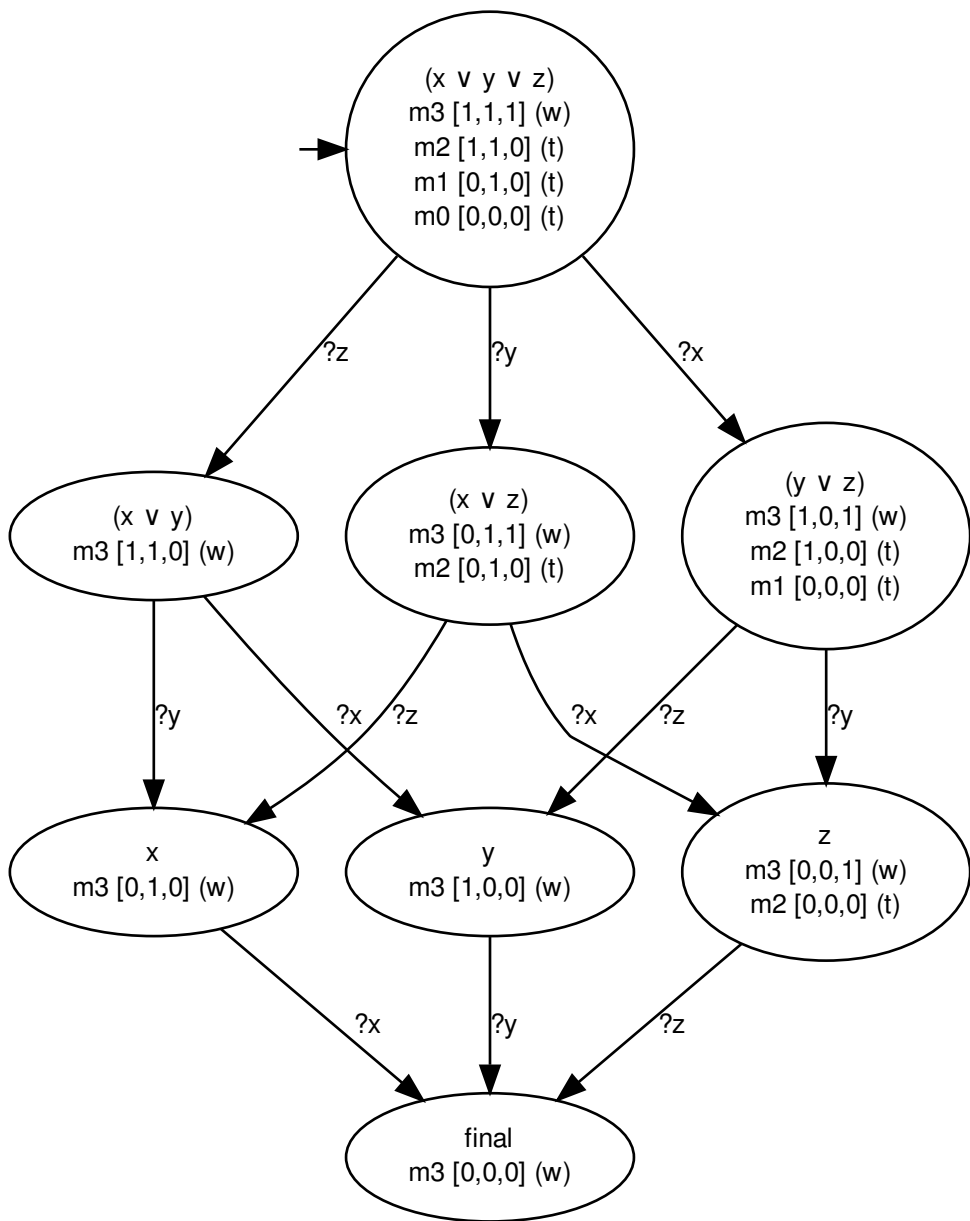 (x ∨ y ∨ z)
m3 [1,1,1] (w)
m2 [1,1,0] (t)
m1 [0,1,0] (t)
m0 [0,0,0] (t)
?z
?y
?x
(x ∨ y)
m3 [1,1,0] (w)
(x ∨ z)
m3 [0,1,1] (w)
m2 [0,1,0] (t)
(y ∨ z)
m3 [1,0,1] (w)
m2 [1,0,0] (t)
m1 [0,0,0] (t)
?y
?x
?z
?x
?z
?y
x
m3 [0,1,0] (w)
y
m3 [1,0,0] (w)
z
m3 [0,0,1] (w)
m2 [0,0,0] (t)
?x
?y
?z
final
m3 [0,0,0] (w)